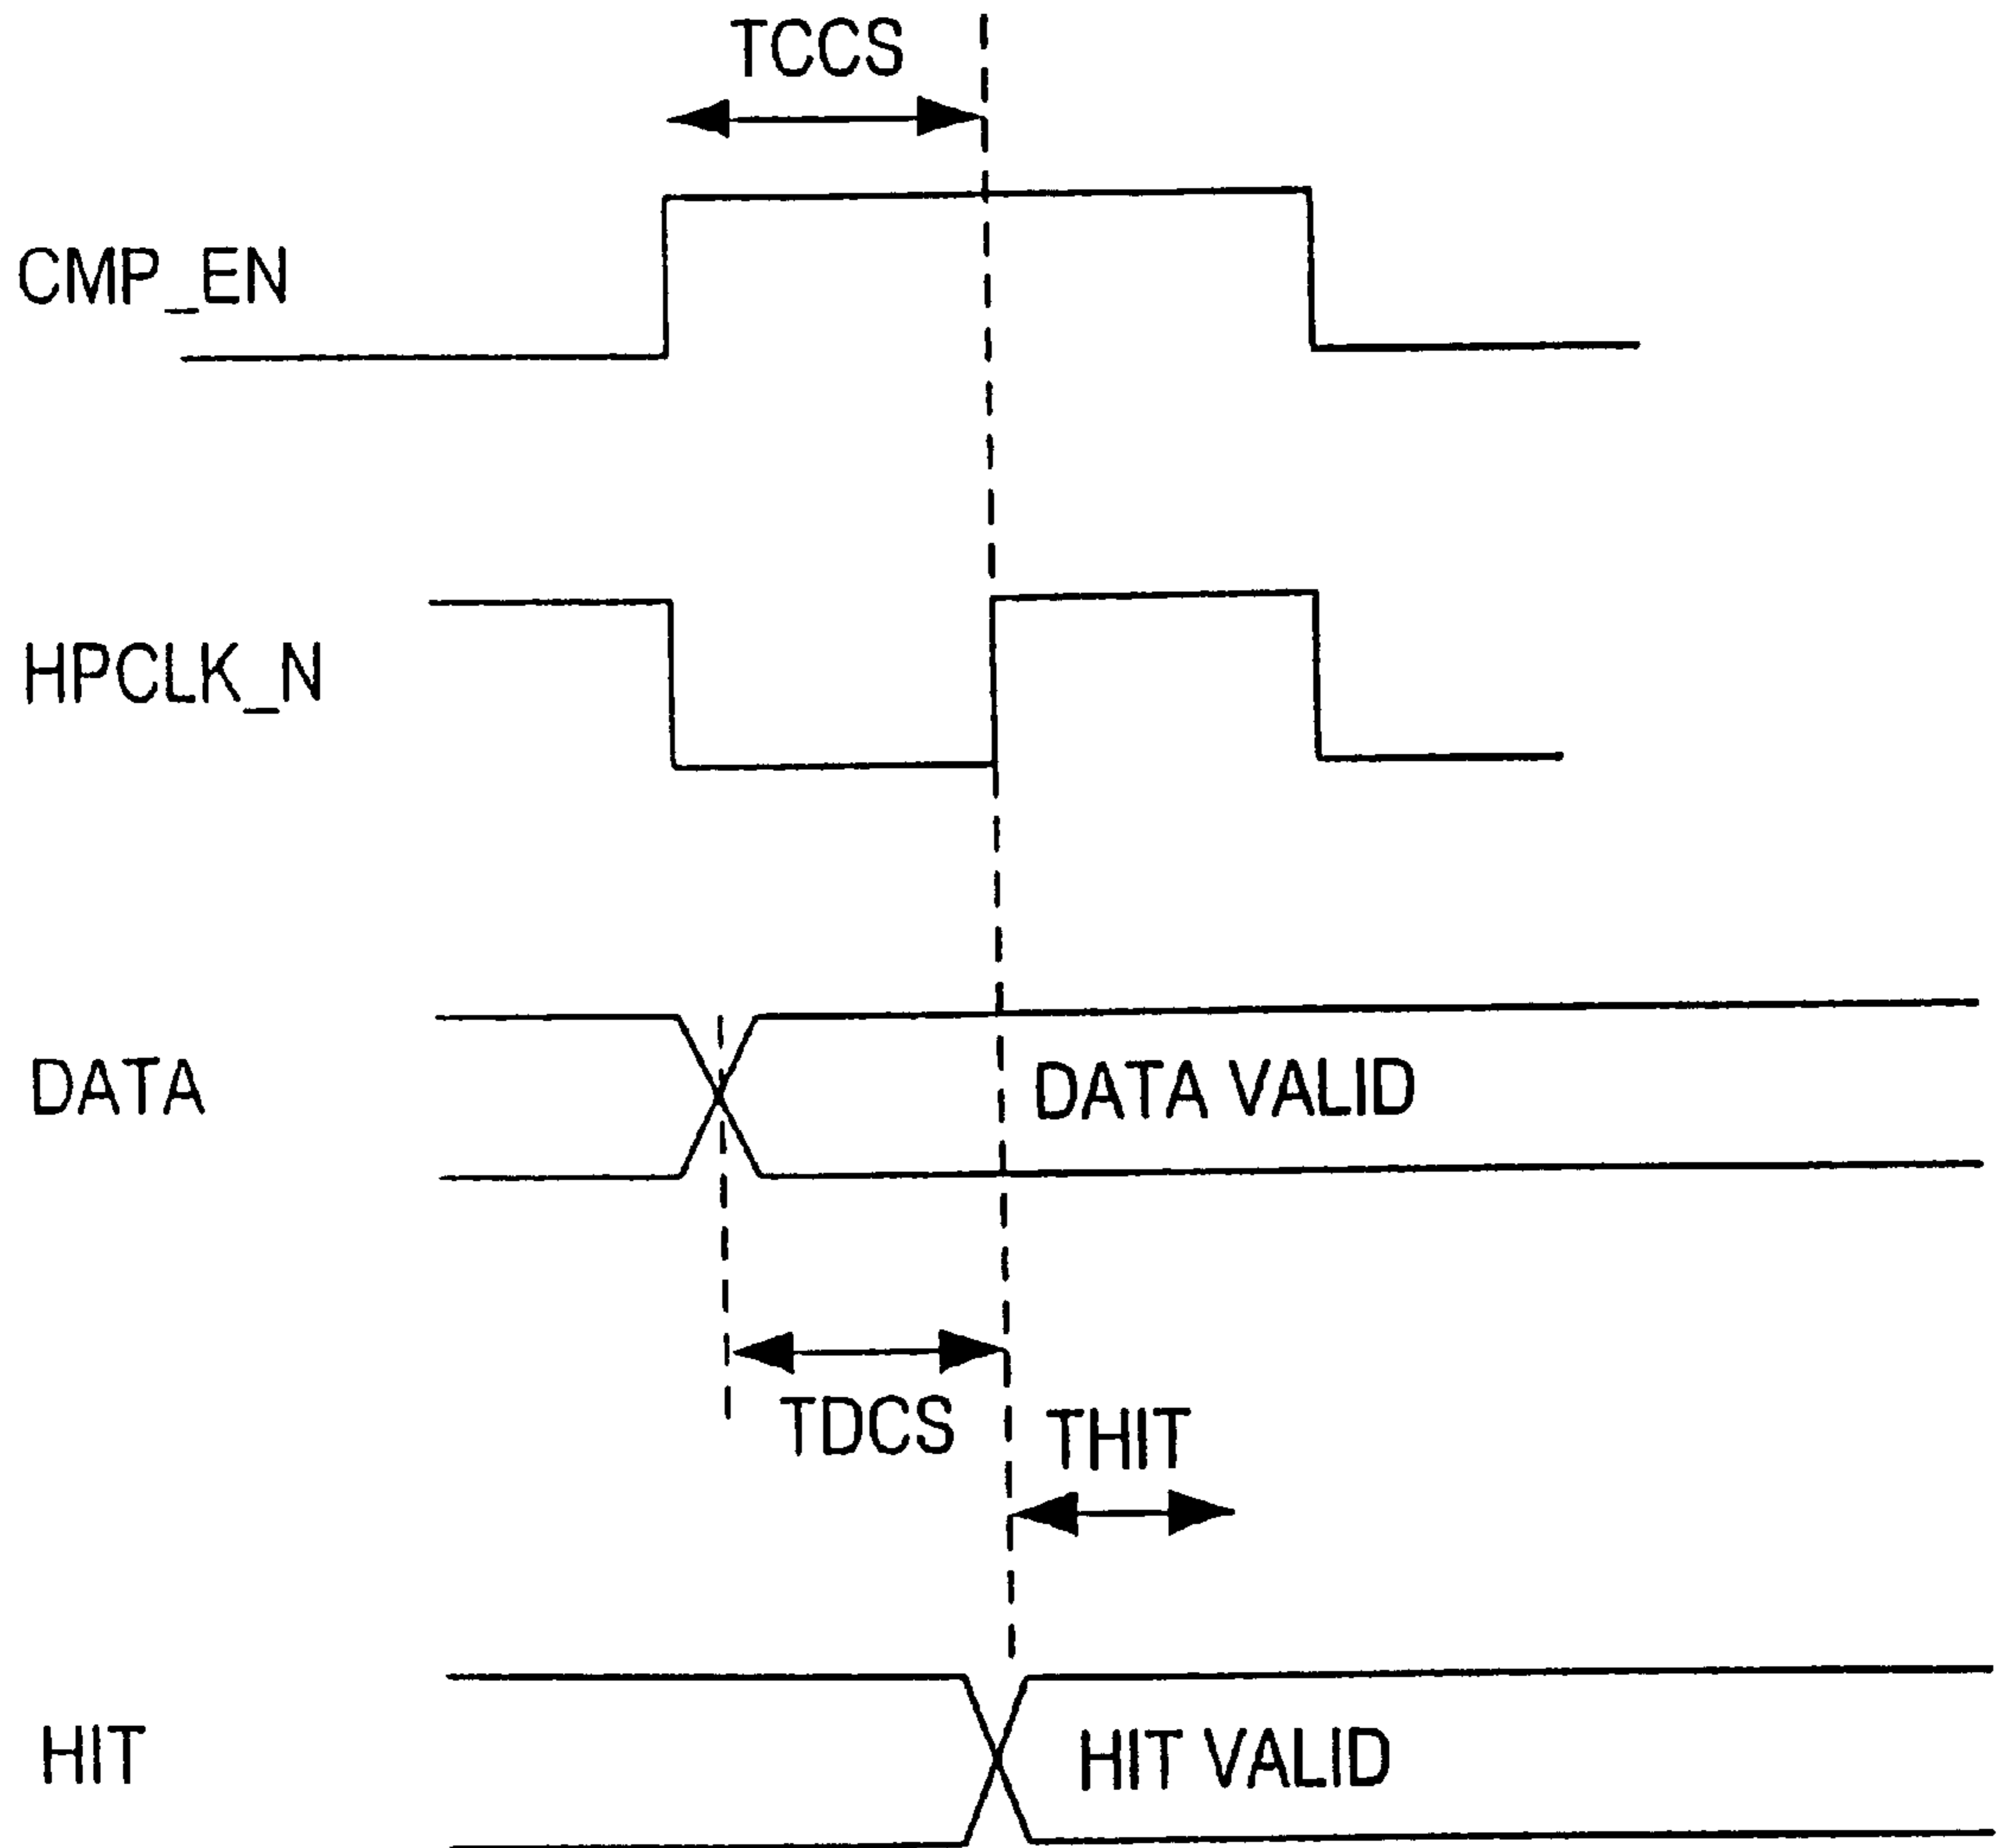 TCCS
CMP_EN
HPCLK_N
DATA
DATA VALID
TDCS
THIT
HIT
HIT VALID